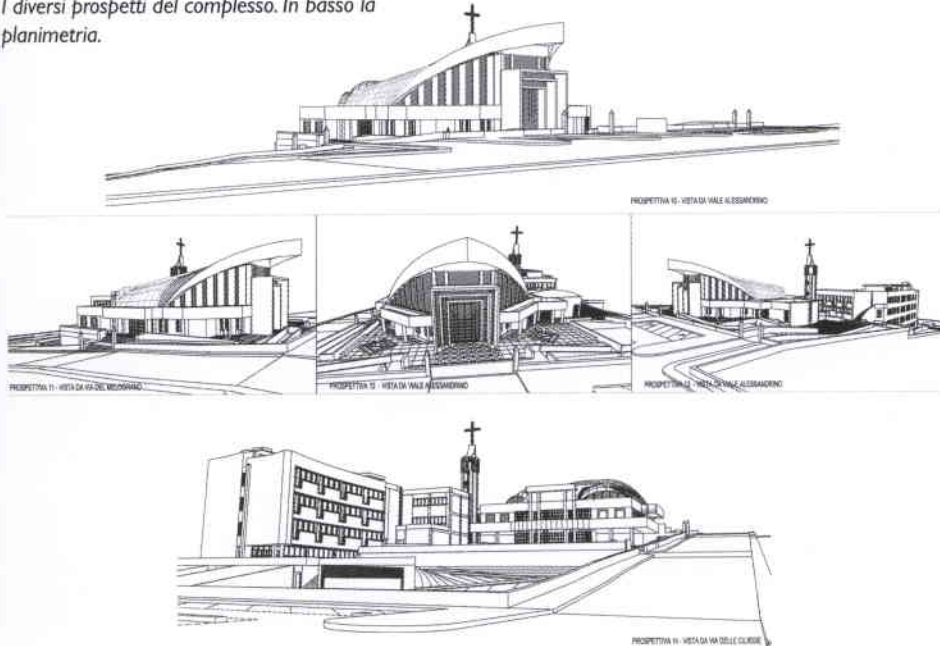 I diversi prospetti del complesso. In basso la
planimetria.
PROSPETTIVA 10 - VISTA DA VIALE ALESSANDRINO
PROSPETTIVA 11 - VISTA DA VIA DEL MELOGRANO
PROSPETTIVA 12 - VISTA DA VIALE ALESSANDRINO
PROSPETTIVA 13 - VISTA DA VIALE ALESSANDRINO
PROSPETTIVA 14 - VISTA DA VIA DELLE CILIEGIE